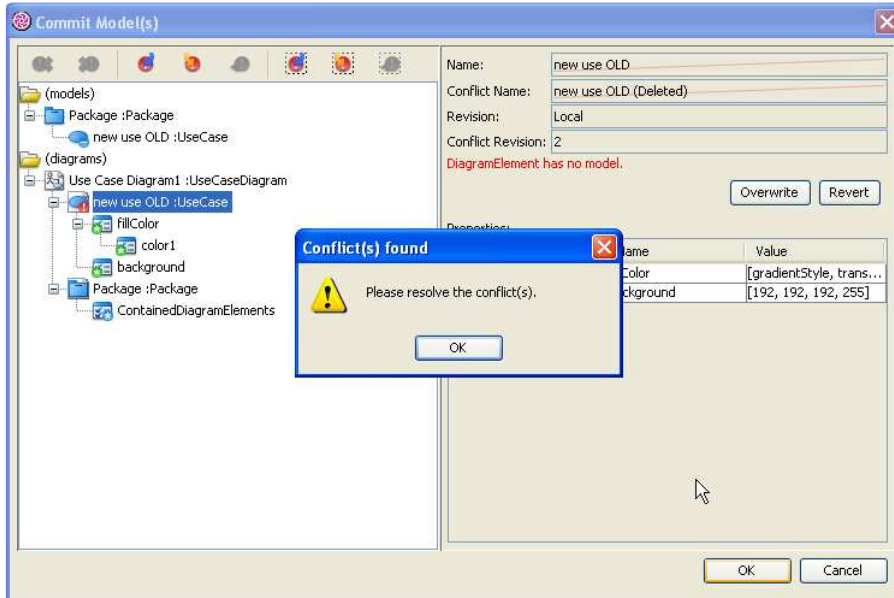 Commit Model(s)
(models)
Package :Package
new use OLD :UseCase
(diagrams)
Use Case Diagram1 :UseCaseDiagram
new use OLD :UseCase
fillColor
color1
background
Package :Package
ContainedDiagramElements
Name: new use OLD
Conflict Name: new use OLD (Deleted)
Revision: Local
Conflict Revision: 2
DiagramElement has no model.
Overwrite Revert
Properties:
Value
[gradientStyle, trans...
[192, 192, 192, 255]
Conflict(s) found
Please resolve the conflict(s).
OK
OK Cancel